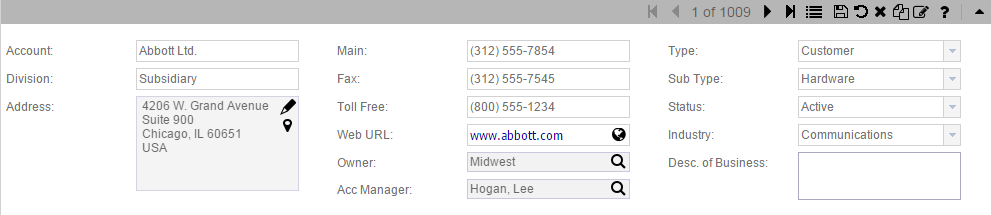 1 of 1009
?
Account: Abbott Ltd.
Division: Subsidiary
Address: 4206 W. Grand Avenue
Suite 900
Chicago, IL 60651
USA
Main: (312) 555-7854
Fax: (312) 555-7545
Toll Free: (800) 555-1234
Web URL: www.abbott.com
Owner: Midwest
Acc Manager: Hogan, Lee
Type: Customer
Sub Type: Hardware
Status: Active
Industry: Communications
Desc. of Business: